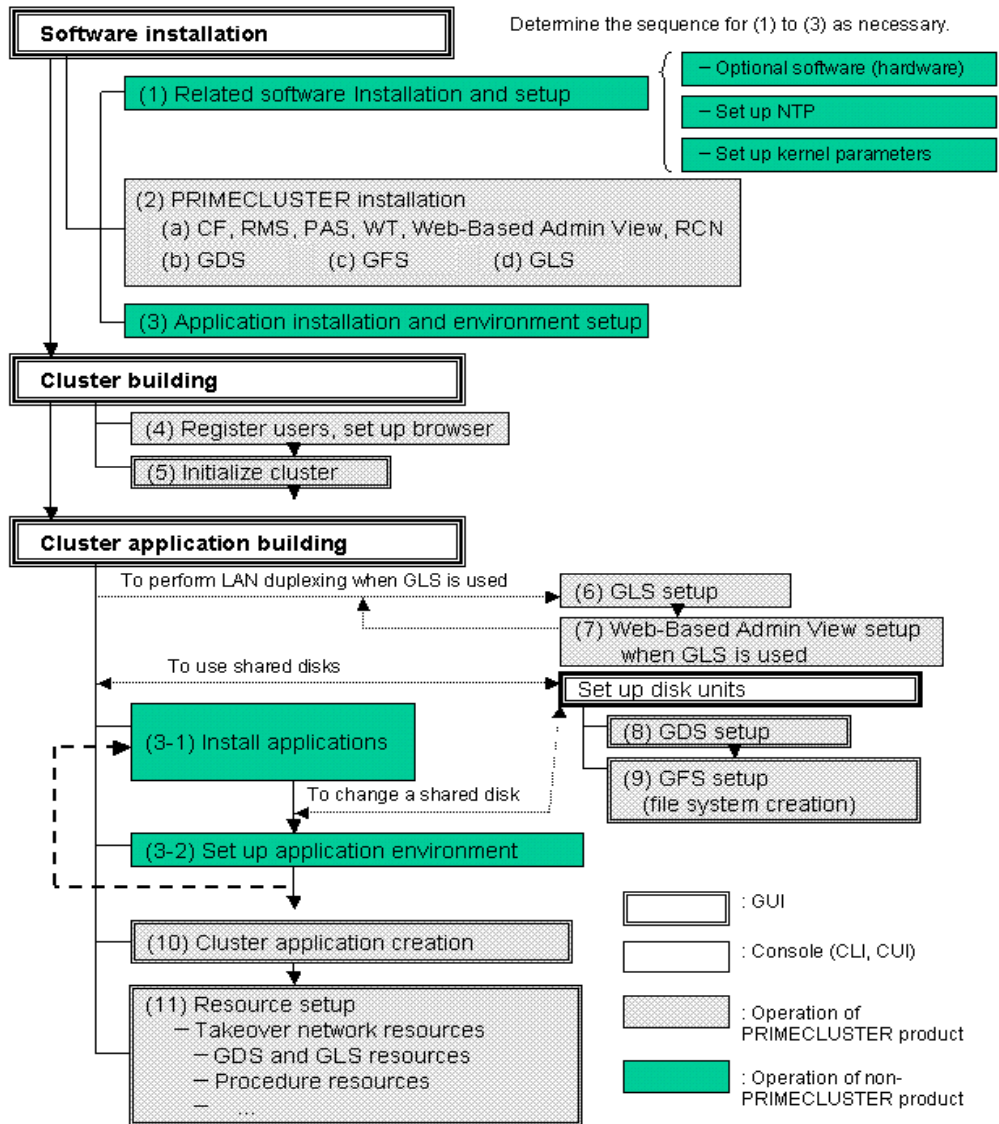 Software installation
Determine the sequence for (1) to (3) as necessary.
(1) Related software Installation and setup
– Optional software (hardware)
– Set up NTP
– Set up kernel parameters
(2) PRIMECLUSTER installation
(a) CF, RMS, PAS, WT, Web-Based Admin View, RCN
(b) GDS (c) GFS (d) GLS
(3) Application installation and environment setup
Cluster building
(4) Register users, set up browser
(5) Initialize cluster
Cluster application building
To perform LAN duplexing when GLS is used
(6) GLS setup
(7) Web-Based Admin View setup
when GLS is used
To use shared disks
Set up disk units
(8) GDS setup
(9) GFS setup
(file system creation)
(3-1) Install applications
To change a shared disk
(3-2) Set up application environment
(10) Cluster application creation
(11) Resource setup
– Takeover network resources
– GDS and GLS resources
– Procedure resources
– ...
: GUI
: Console (CLI, CUI)
: Operation of
PRIMECLUSTER product
: Operation of non-
PRIMECLUSTER product